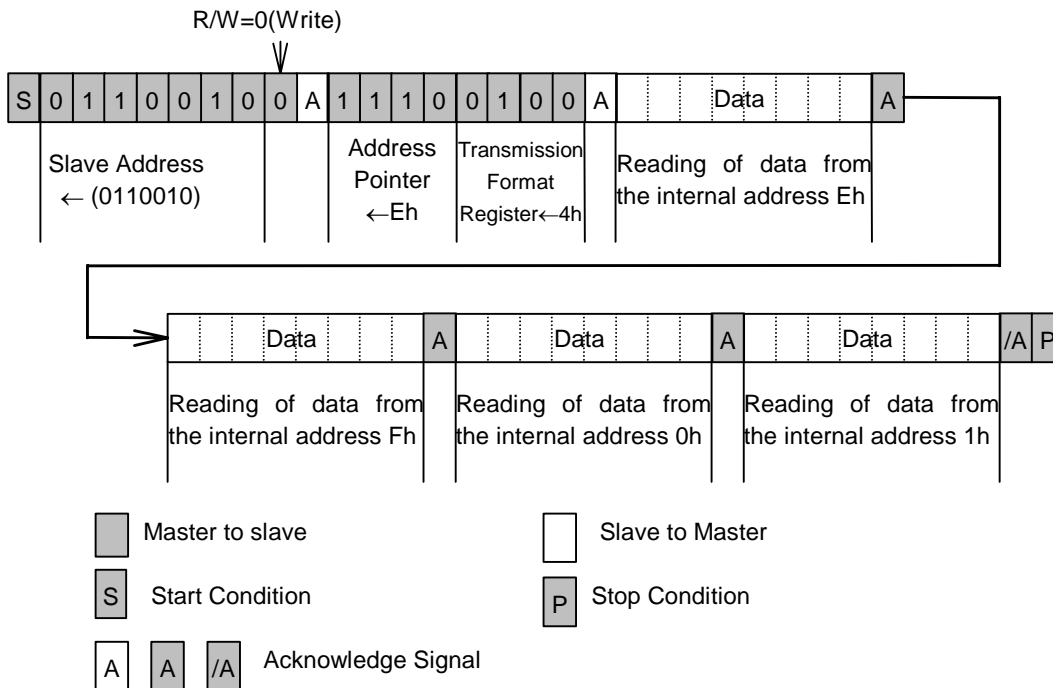 R/W=0(Write)
S 0 1 1 0 0 1 0 0 A 1 1 1 0 0 1 0 0 A Data A
Slave Address
← (0110010)
Address
Pointer
←Eh
Transmission
Format
Register←4h
Reading of data from
the internal address Eh
Data A Data A Data /A P
Reading of data from
the internal address Fh
Reading of data from
the internal address 0h
Reading of data from
the internal address 1h
Master to slave
Slave to Master
S Start Condition
P Stop Condition
A A /A Acknowledge Signal